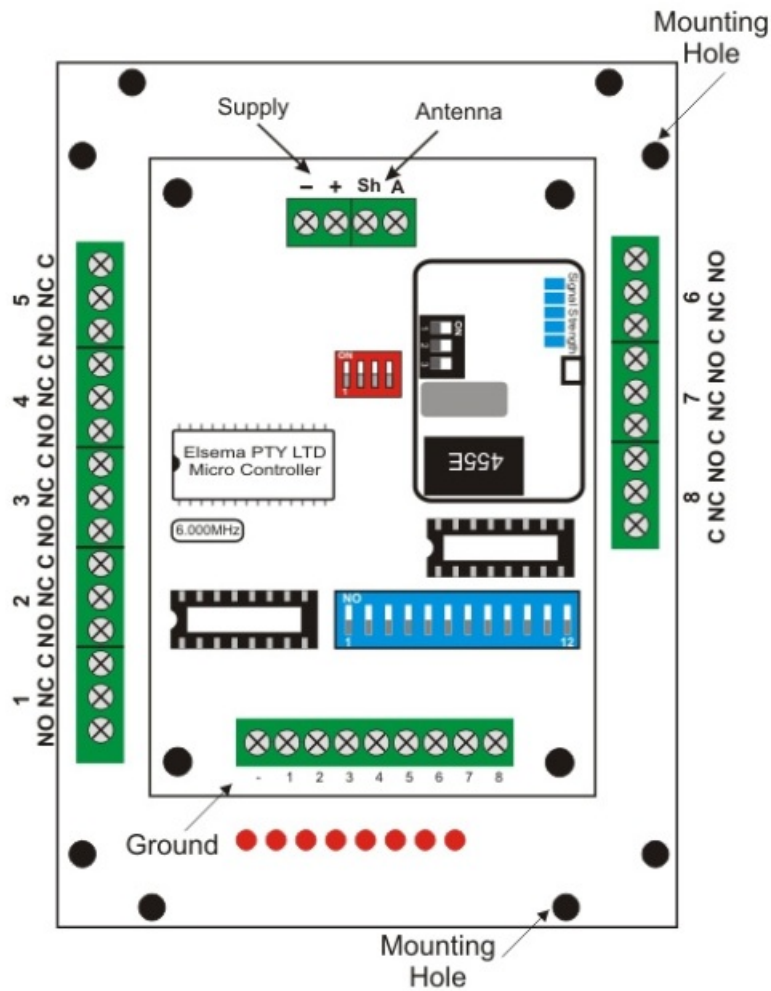 Mounting
Hole
Supply
Antenna
– + Sh A
5
NO NC C
4
NO NC C
3
NO NC C
2
NO NC C
1
NO NC C
6
C NC NO
7
C NC NO
8
C NC NO
Signal Strength
ON
1 2 3
ON
1
455E
Elsema PTY LTD
Micro Controller
6.000MHz
NO
1 12
- 1 2 3 4 5 6 7 8
Ground
Mounting
Hole